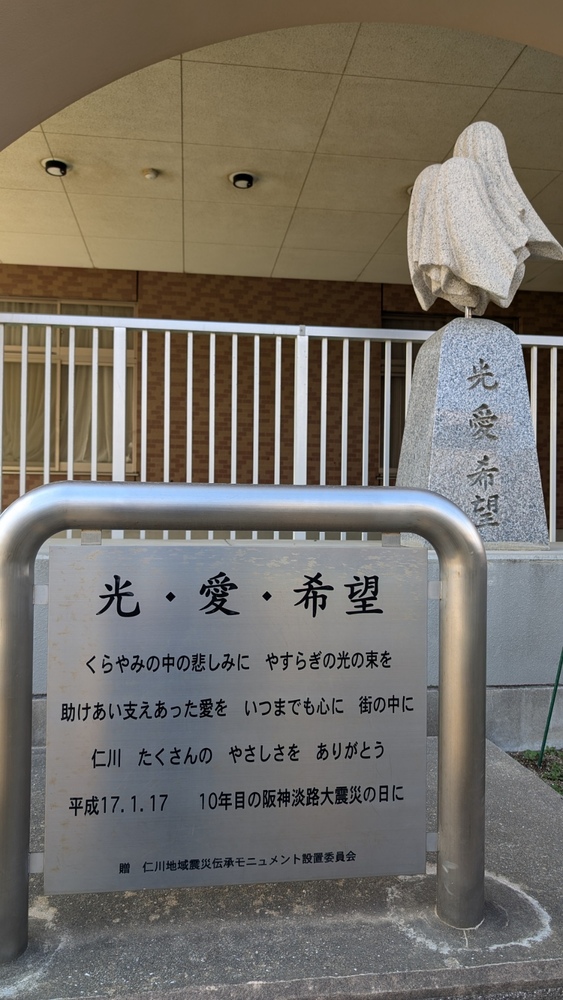 光愛希望
光・愛・希望
くらやみの中の悲しみに　やすらぎの光の束を
助けあい支えあった愛を　いつまでも心に　街の中に
仁川　たくさんの　やさしさを　ありがとう
平成17.1.17　10年目の阪神淡路大震災の日に
贈　仁川地域震災伝承モニュメント設置委員会